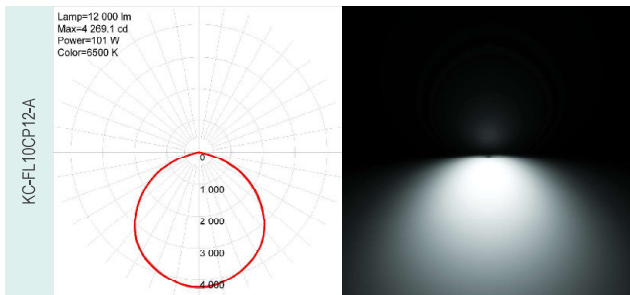 KC-FL10CP12-A
Lamp=12 000 lm
Max=4 269.1 cd
Power=101 W
Color=6500 K
0
1 000
2 000
3 000
4 000